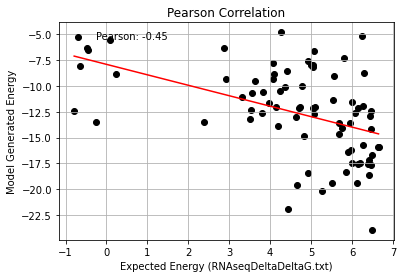 Pearson Correlation
Pearson: -0.45
−5.0
−7.5
−10.0
−12.5
−15.0
−17.5
−20.0
−22.5
Model Generated Energy
−1 0 1 2 3 4 5 6 7
Expected Energy (RNAseqDeltaDeltaG.txt)